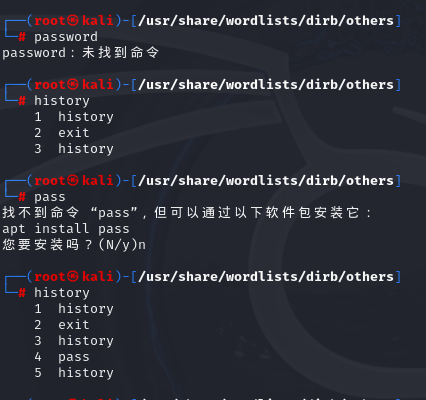 ┌──(root㉿kali)-[/usr/share/wordlists/dirb/others]
└─# password
password：未找到命令
┌──(root㉿kali)-[/usr/share/wordlists/dirb/others]
└─# history
1 history
2 exit
3 history
┌──(root㉿kali)-[/usr/share/wordlists/dirb/others]
└─# pass
找不到命令 “pass”，但可以通过以下软件包安装它：
apt install pass
您要安装吗？(N/y)n
┌──(root㉿kali)-[/usr/share/wordlists/dirb/others]
└─# history
1 history
2 exit
3 history
4 pass
5 history